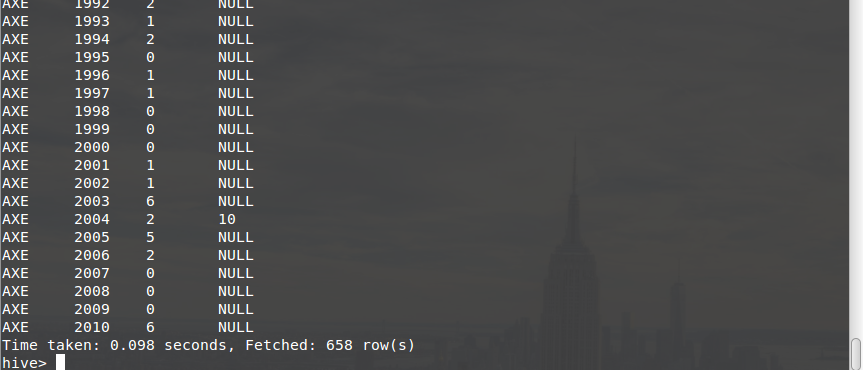 AXE 1992 2 NULL
AXE 1993 1 NULL
AXE 1994 2 NULL
AXE 1995 0 NULL
AXE 1996 1 NULL
AXE 1997 1 NULL
AXE 1998 0 NULL
AXE 1999 0 NULL
AXE 2000 0 NULL
AXE 2001 1 NULL
AXE 2002 1 NULL
AXE 2003 6 NULL
AXE 2004 2 10
AXE 2005 5 NULL
AXE 2006 2 NULL
AXE 2007 0 NULL
AXE 2008 0 NULL
AXE 2009 0 NULL
AXE 2010 6 NULL
Time taken: 0.098 seconds, Fetched: 658 row(s)
hive>